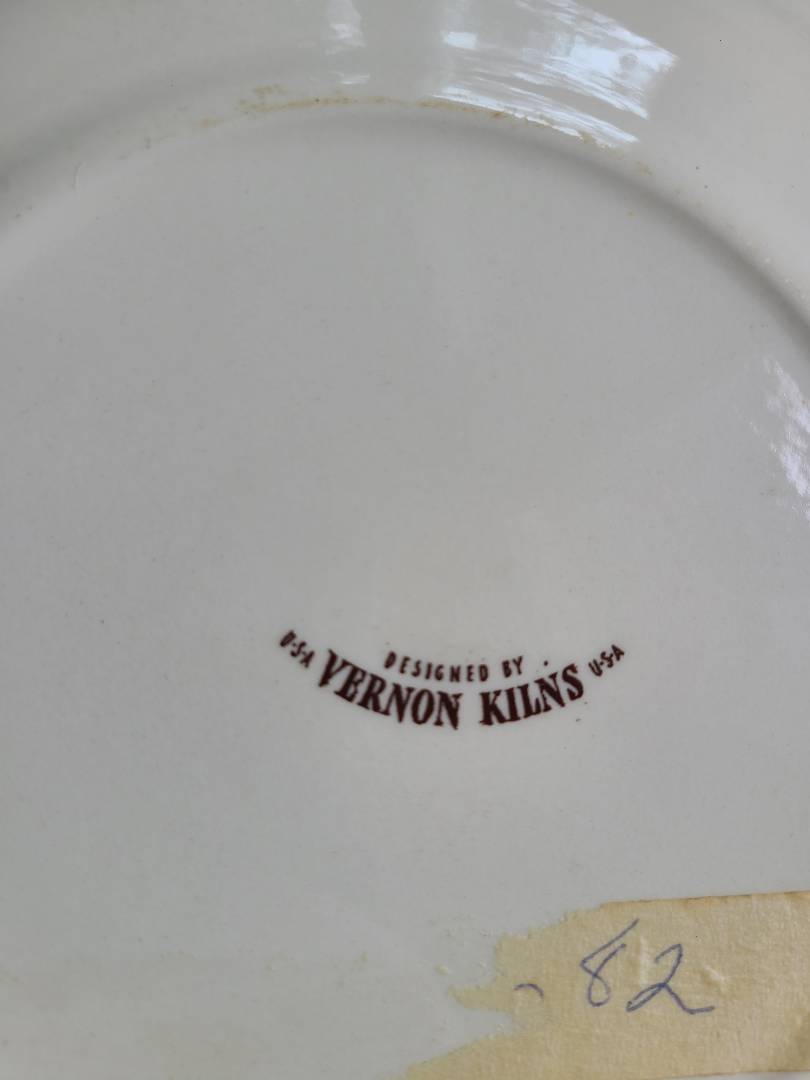 DESIGNED BY
U-S-A VERNON KILNS U-S-A
82